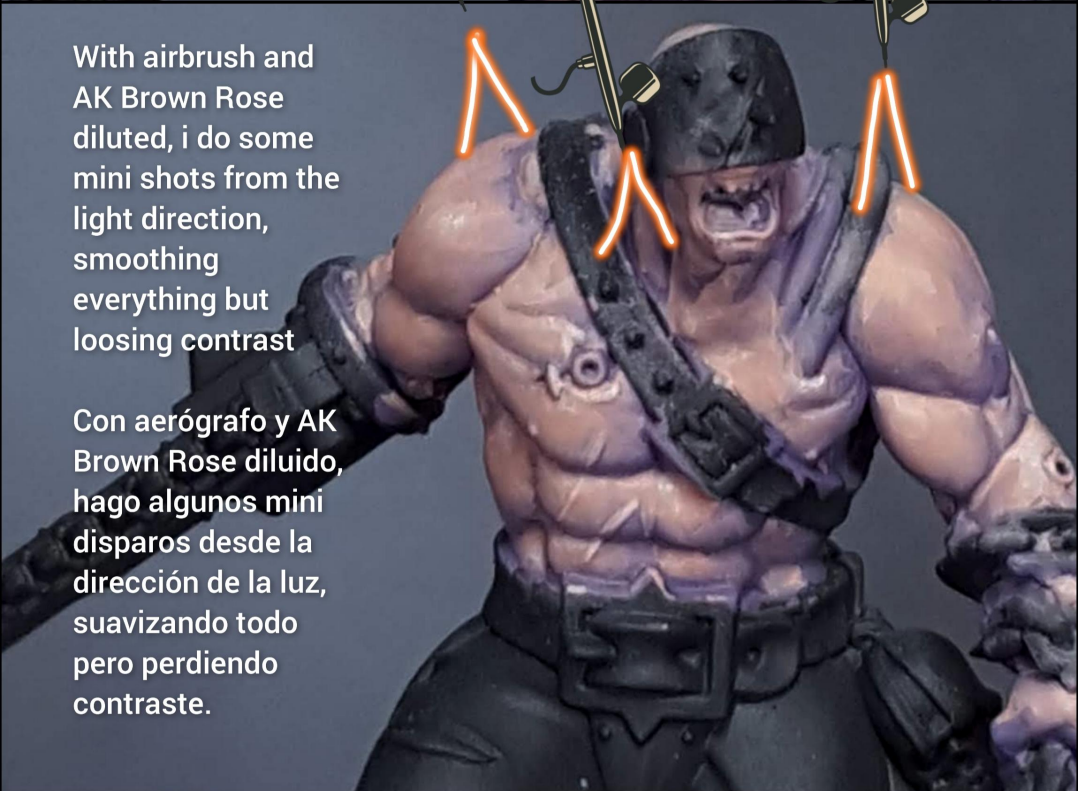 With airbrush and
AK Brown Rose
diluted, i do some
mini shots from the
light direction,
smoothing
everything but
loosing contrast
Con aerógrafo y AK
Brown Rose diluido,
hago algunos mini
disparos desde la
dirección de la luz,
suavizando todo
pero perdiendo
contraste.